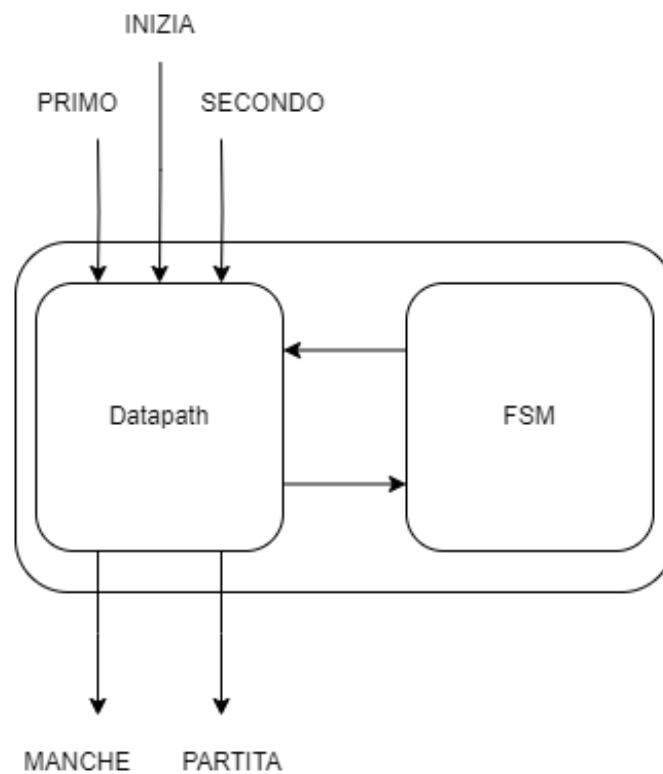 INIZIA
PRIMO
SECONDO
Datapath
FSM
MANCHE
PARTITA